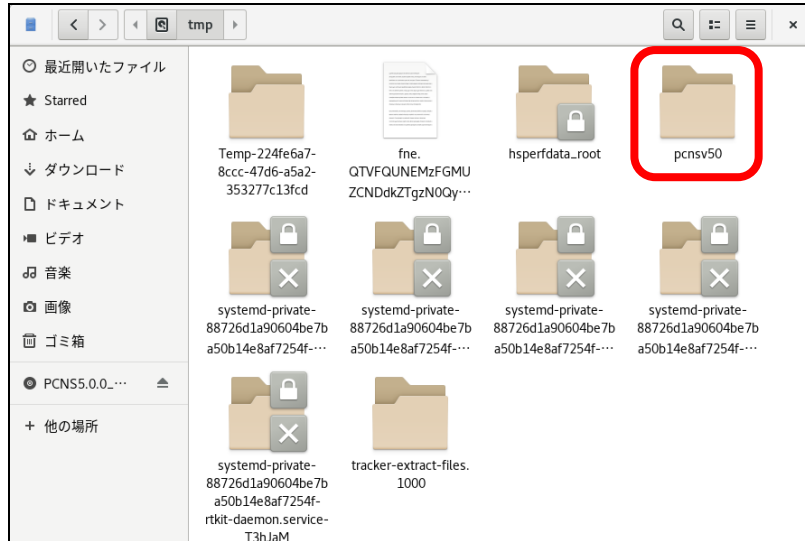 tmp
最近開いたファイル
Starred
ホーム
ダウンロード
ドキュメント
ビデオ
音楽
画像
ゴミ箱
PCNS5.0.0_…
他の場所
Temp-224fe6a7-
8ccc-47d6-a5a2-
353277c13fcd
fne.
QTVFQUNEMzFGMU
ZCNDdkZTgzN0Qy…
hsperfdata_root
pcnsv50
systemd-private-
88726d1a90604be7b
a50b14e8af7254f-…
systemd-private-
88726d1a90604be7b
a50b14e8af7254f-…
systemd-private-
88726d1a90604be7b
a50b14e8af7254f-…
systemd-private-
88726d1a90604be7b
a50b14e8af7254f-…
systemd-private-
88726d1a90604be7b
a50b14e8af7254f-
rtkit-daemon.service-
T3hJaM
tracker-extract-files.
1000